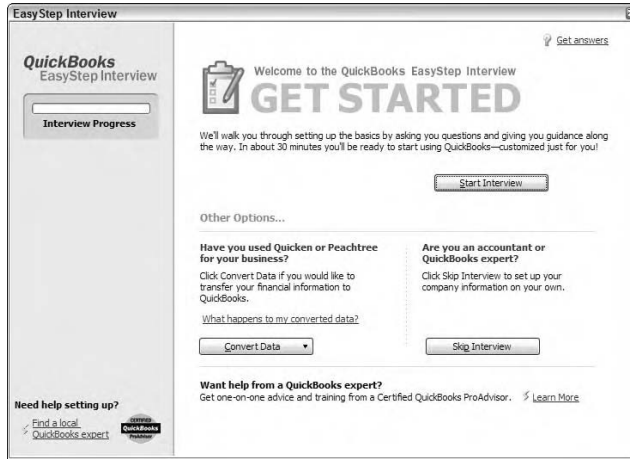 EasyStep Interview
Get answers
QuickBooks
EasyStep Interview
Interview Progress
Welcome to the QuickBooks EasyStep Interview
GET STARTED
We'll walk you through setting up the basics by asking you questions and giving you guidance along
the way. In about 30 minutes you'll be ready to start using QuickBooks—customized just for you!
Start Interview
Other Options...
Have you used Quicken or Peachtree
for your business?
Click Convert Data if you would like to
transfer your financial information to
QuickBooks.
What happens to my converted data?
Convert Data
Are you an accountant or
QuickBooks expert?
Click Skip Interview to set up your
company information on your own.
Skip Interview
Want help from a QuickBooks expert?
Get one-on-one advice and training from a Certified QuickBooks ProAdvisor.
Learn More
Need help setting up?
Find a local
QuickBooks expert
CERTIFIED
QuickBooks
ProAdvisor